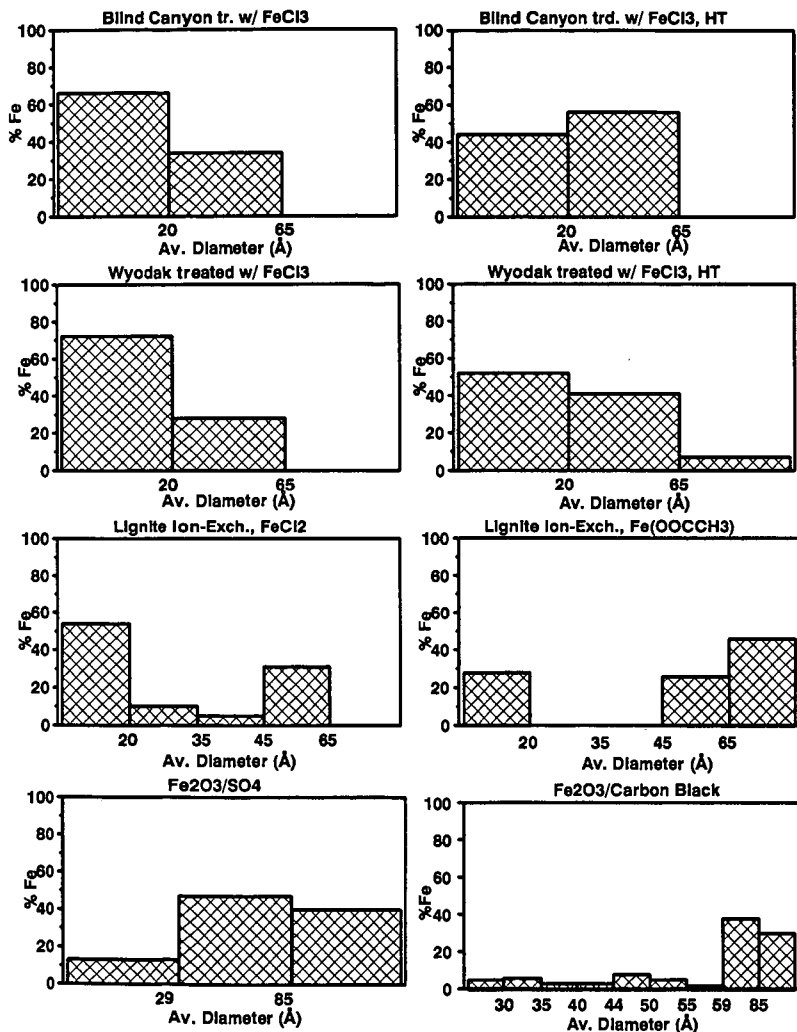 Blind Canyon tr. w/ FeCl3
100
80
60
40
20
0
% Fe
20 65
Av. Diameter (Å)
Blind Canyon trd. w/ FeCl3, HT
100
80
60
40
20
0
% Fe
20 65
Av. Diameter (Å)
Wyodak treated w/ FeCl3
100
80
60
40
20
0
% Fe
20 65
Av. Diameter (Å)
Wyodak treated w/ FeCl3, HT
100
80
60
40
20
0
% Fe
20 65
Av. Diameter (Å)
Lignite Ion-Exch., FeCl2
100
80
60
40
20
0
% Fe
20 35 45 65
Av. Diameter (Å)
Lignite Ion-Exch., Fe(OOCCH3)
100
80
60
40
20
0
% Fe
20 35 45 65
Av. Diameter (Å)
Fe2O3/SO4
100
80
60
40
20
0
% Fe
29 85
Av. Diameter (Å)
Fe2O3/Carbon Black
100
80
60
40
20
0
%Fe
30 35 40 44 50 55 59 85
Av. Diameter (Å)